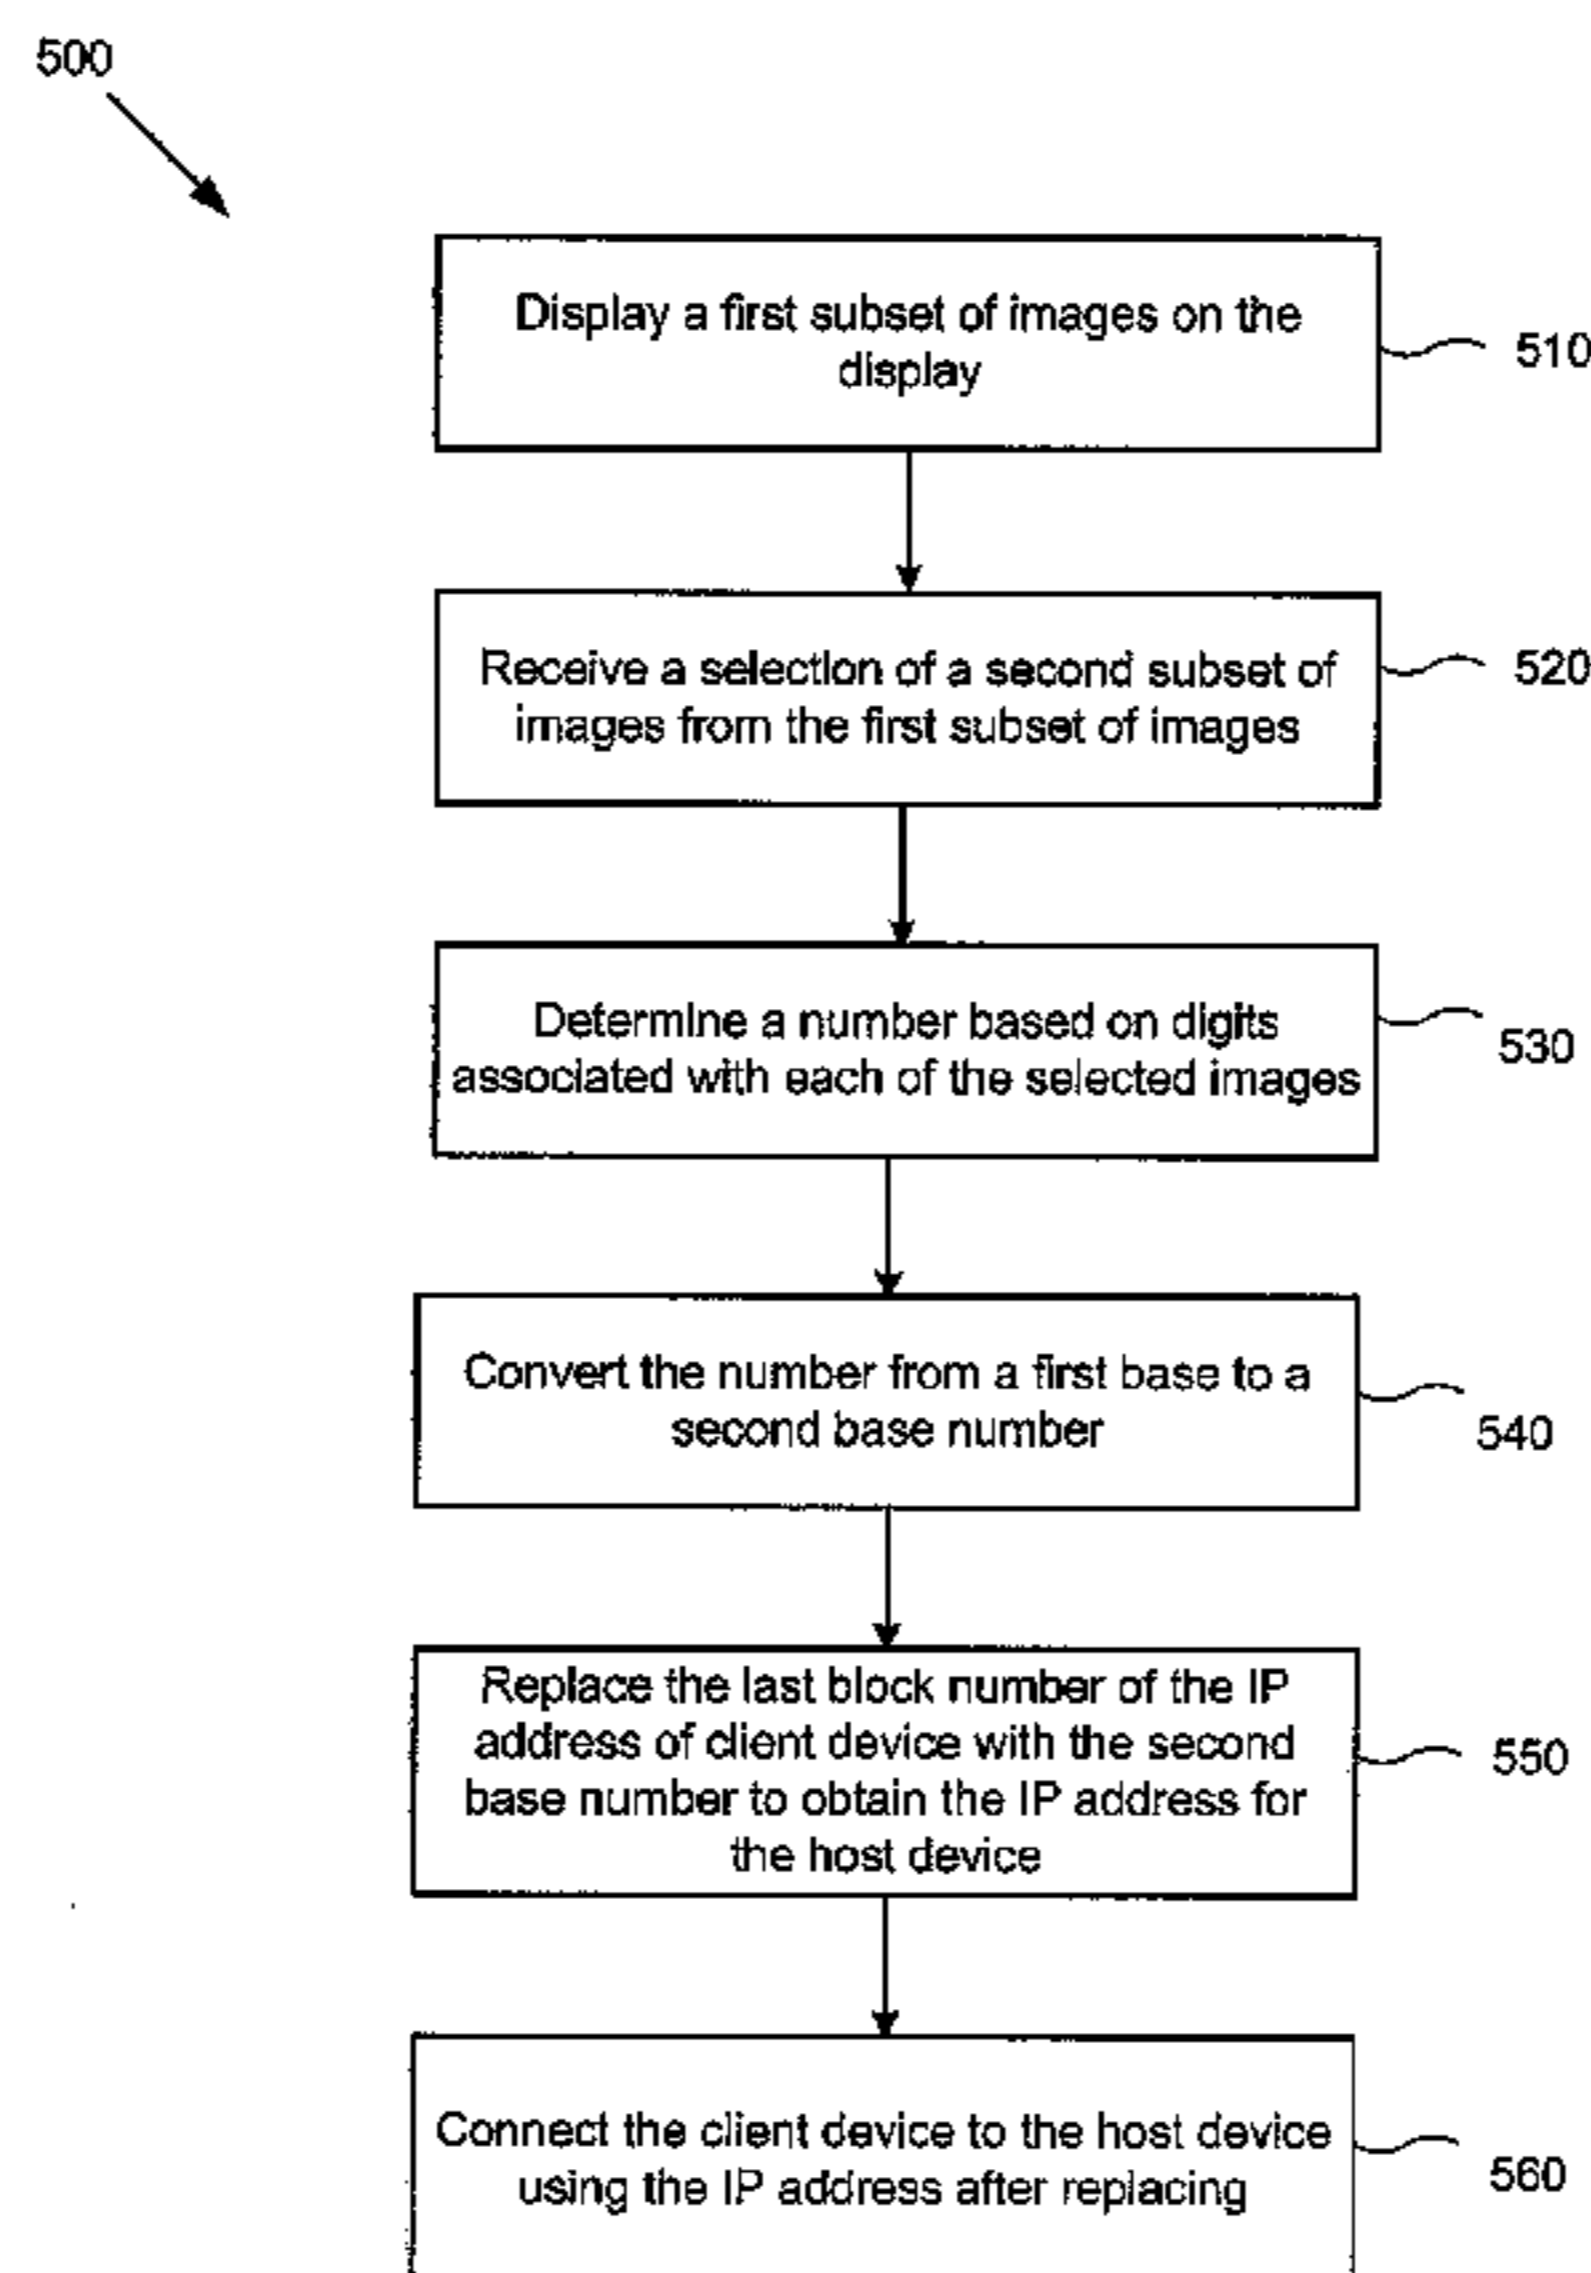 500
Display a first subset of images on the
display
510
Receive a selection of a second subset of
images from the first subset of images
520
Determine a number based on digits
associated with each of the selected images
530
Convert the number from a first base to a
second base number
540
Replace the last block number of the IP
address of client device with the second
base number to obtain the IP address for
the host device
550
Connect the client device to the host device
using the IP address after replacing
560